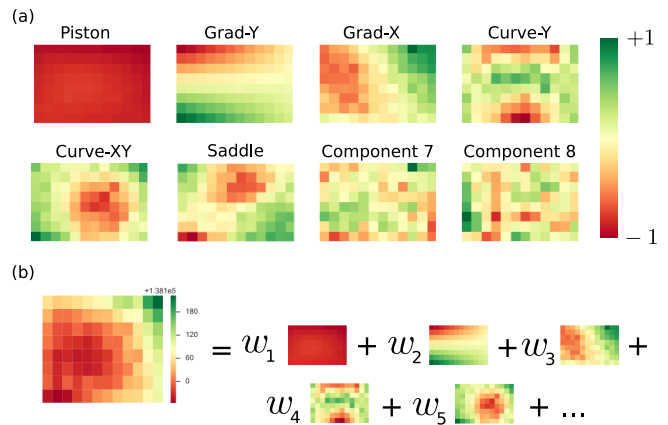 (a)
Piston Grad-Y Grad-X Curve-Y
+1
Curve-XY Saddle Component 7 Component 8
−1
(b)
+1.381e5
180
120
60
0
= w1 + w2 + w3 +
w4 + w5 + ...